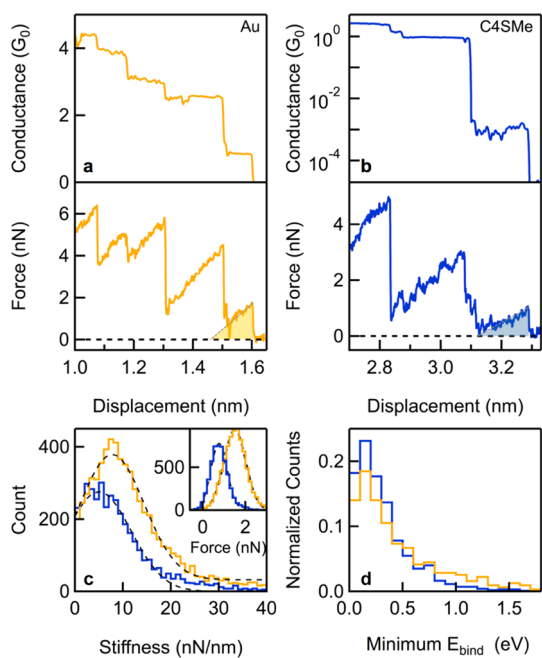 Au
Conductance (G₀)
4
2
0
a
C4SMe
Conductance (G₀)
10⁰
10⁻²
10⁻⁴
b
Force (nN)
6
4
2
0
1.0 1.2 1.4 1.6
Displacement (nm)
Force (nN)
4
2
0
2.8 3.0 3.2
Displacement (nm)
Count
400
200
0
c
0 10 20 30 40
Stiffness (nN/nm)
500
0
0 2
Force (nN)
Normalized Counts
0.2
0.1
0.0
d
0.0 0.5 1.0 1.5
Minimum E_bind (eV)